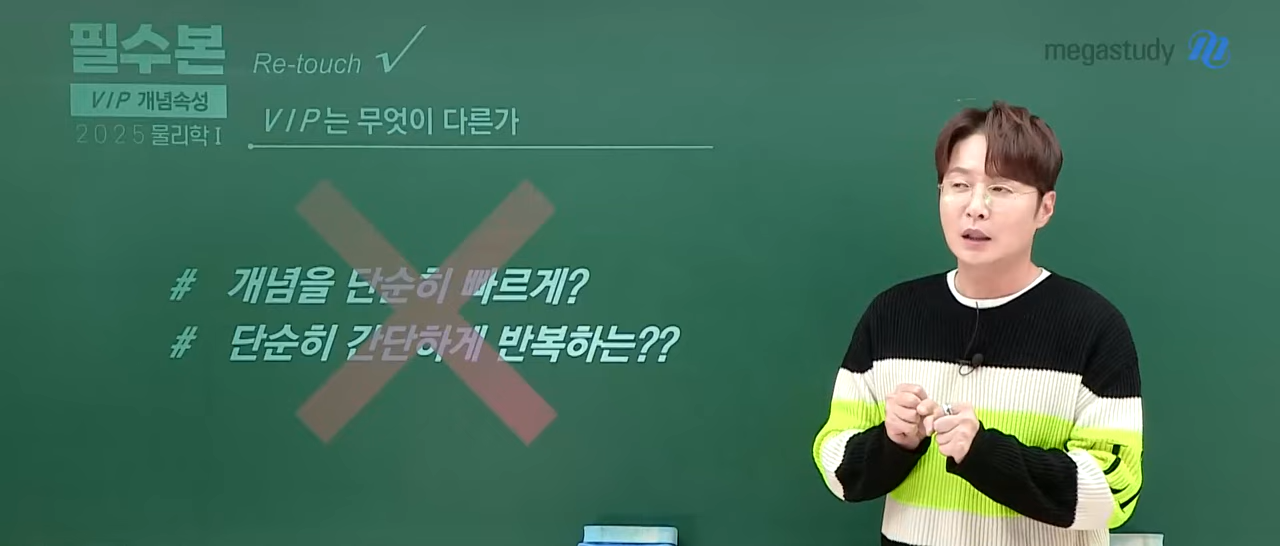 필수본
VIP 개념속성
2025 물리학 I
Re-touch
VIP는 무엇이 다른가
# 개념을 단순히 빠르게?
# 단순히 간단하게 반복하는??
megastudy